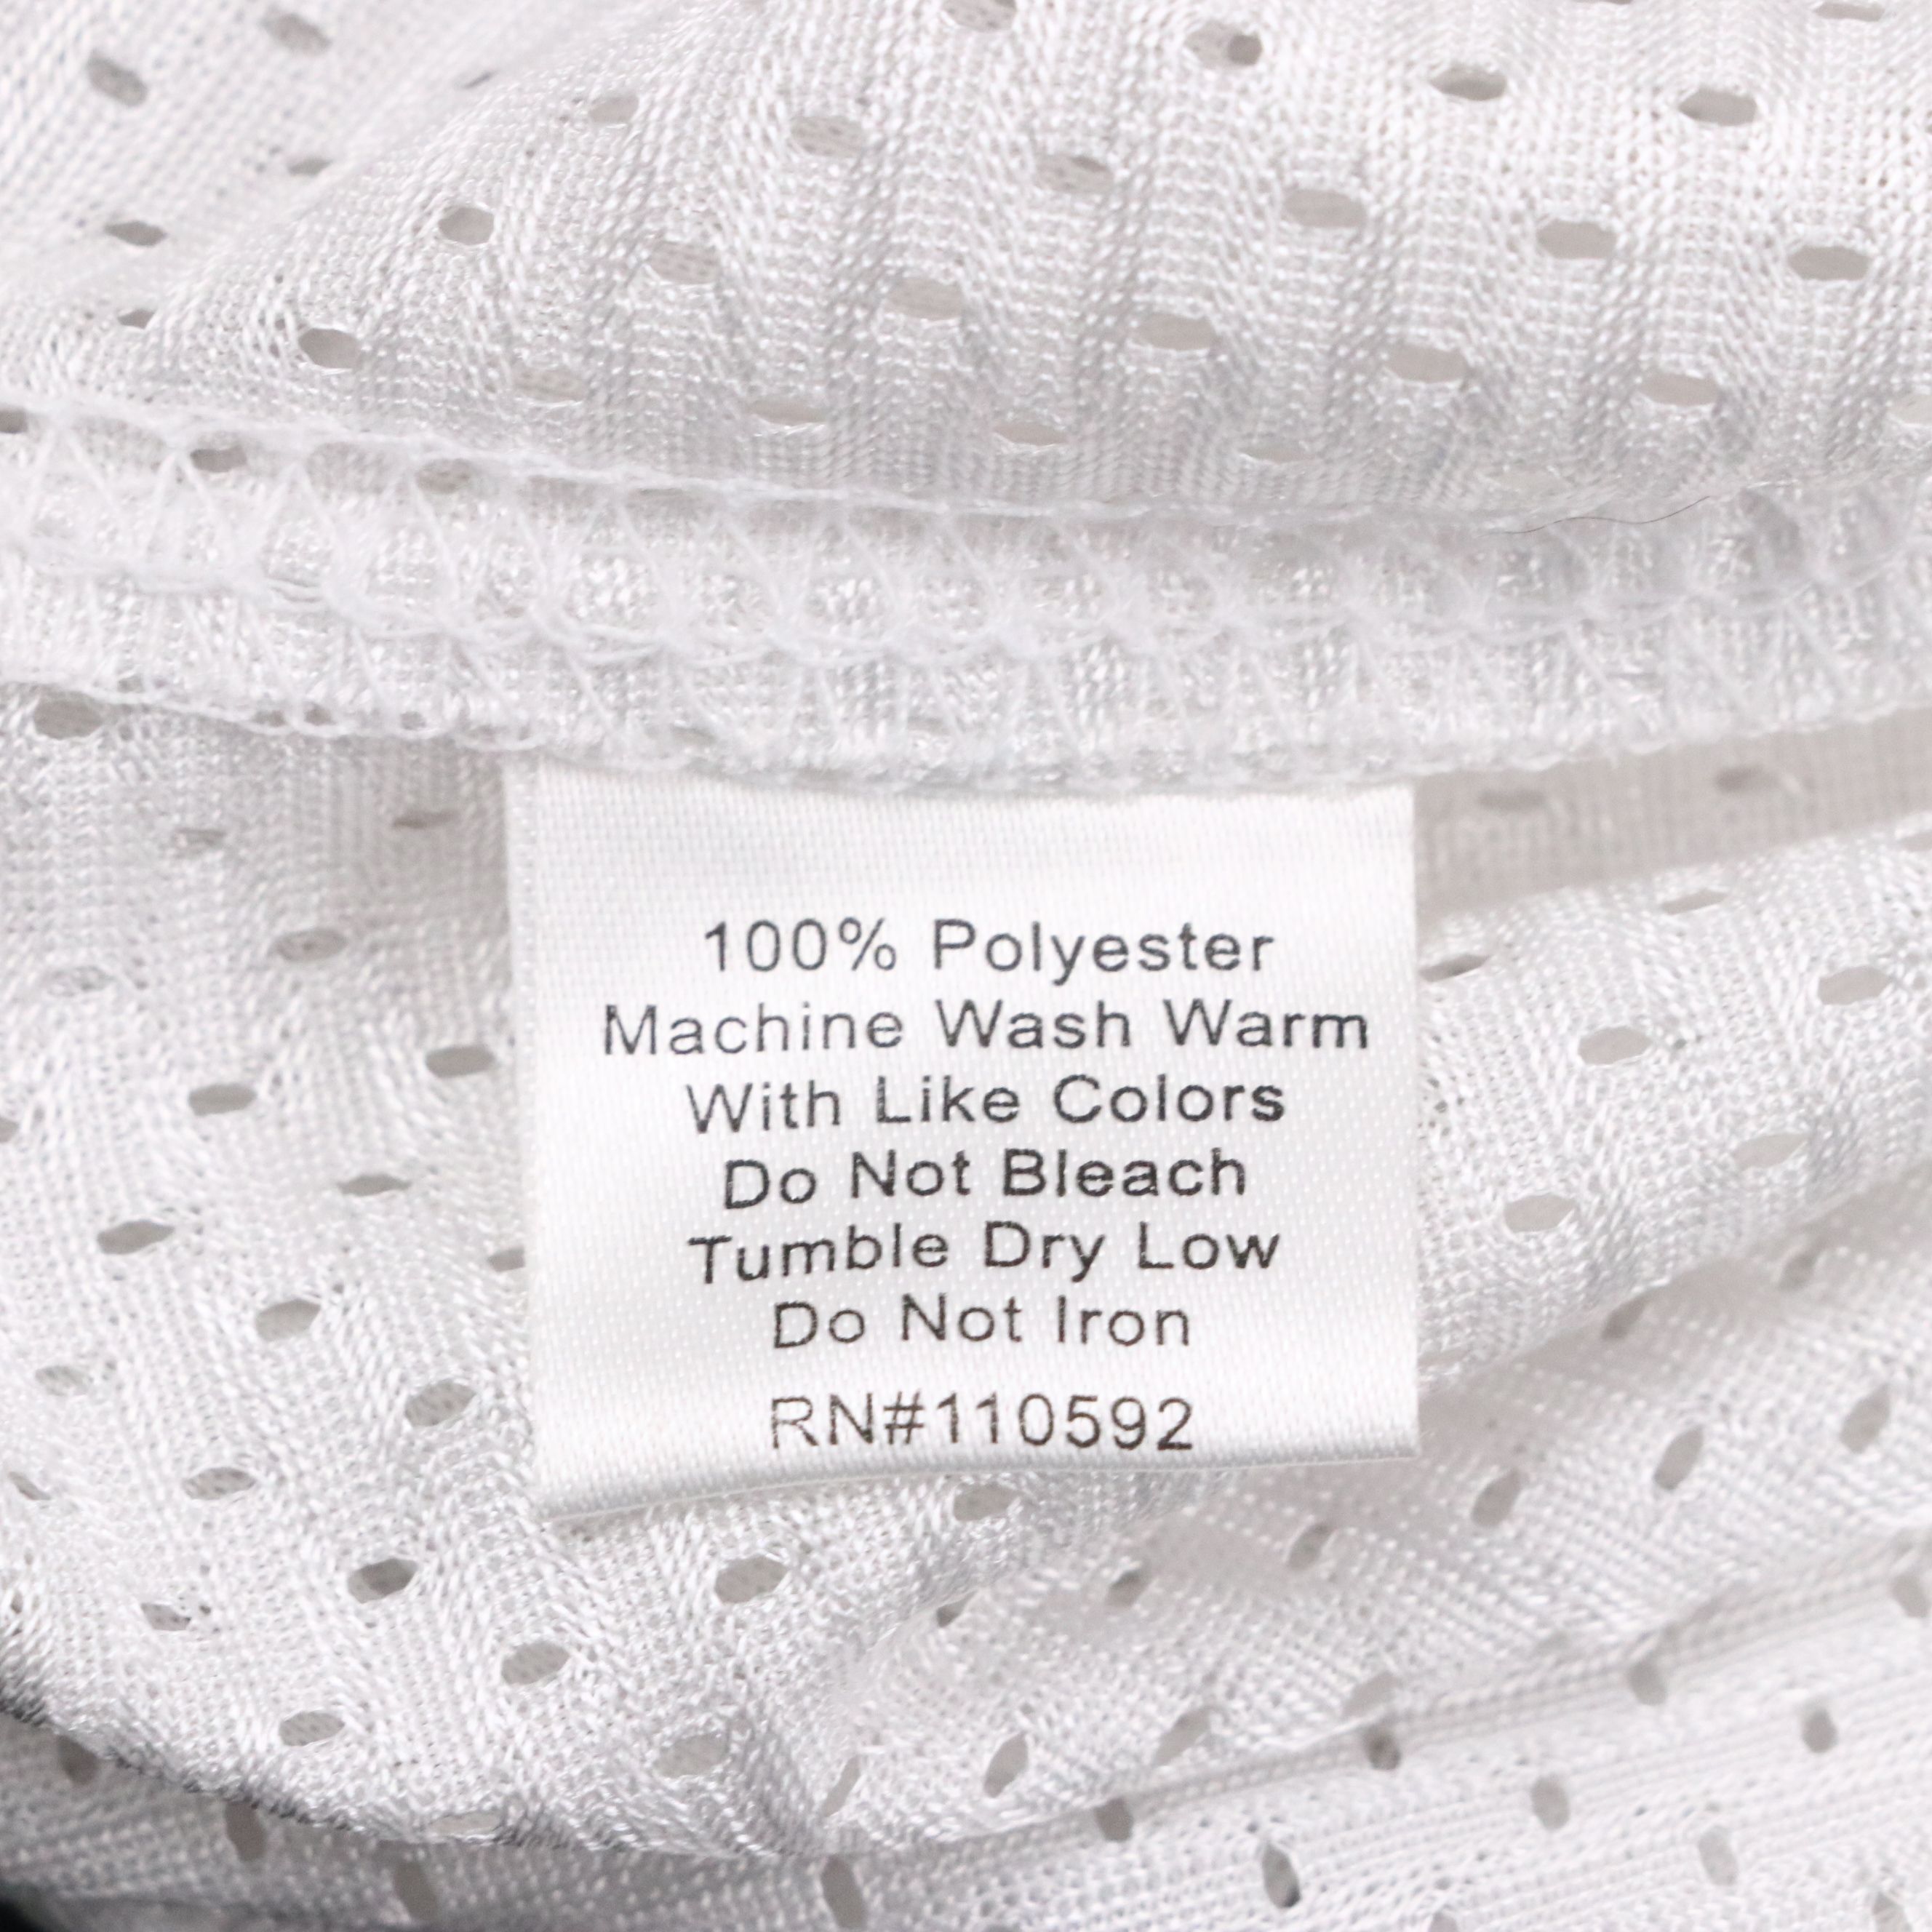 100% Polyester
Machine Wash Warm
With Like Colors
Do Not Bleach
Tumble Dry Low
Do Not Iron
RN#110592